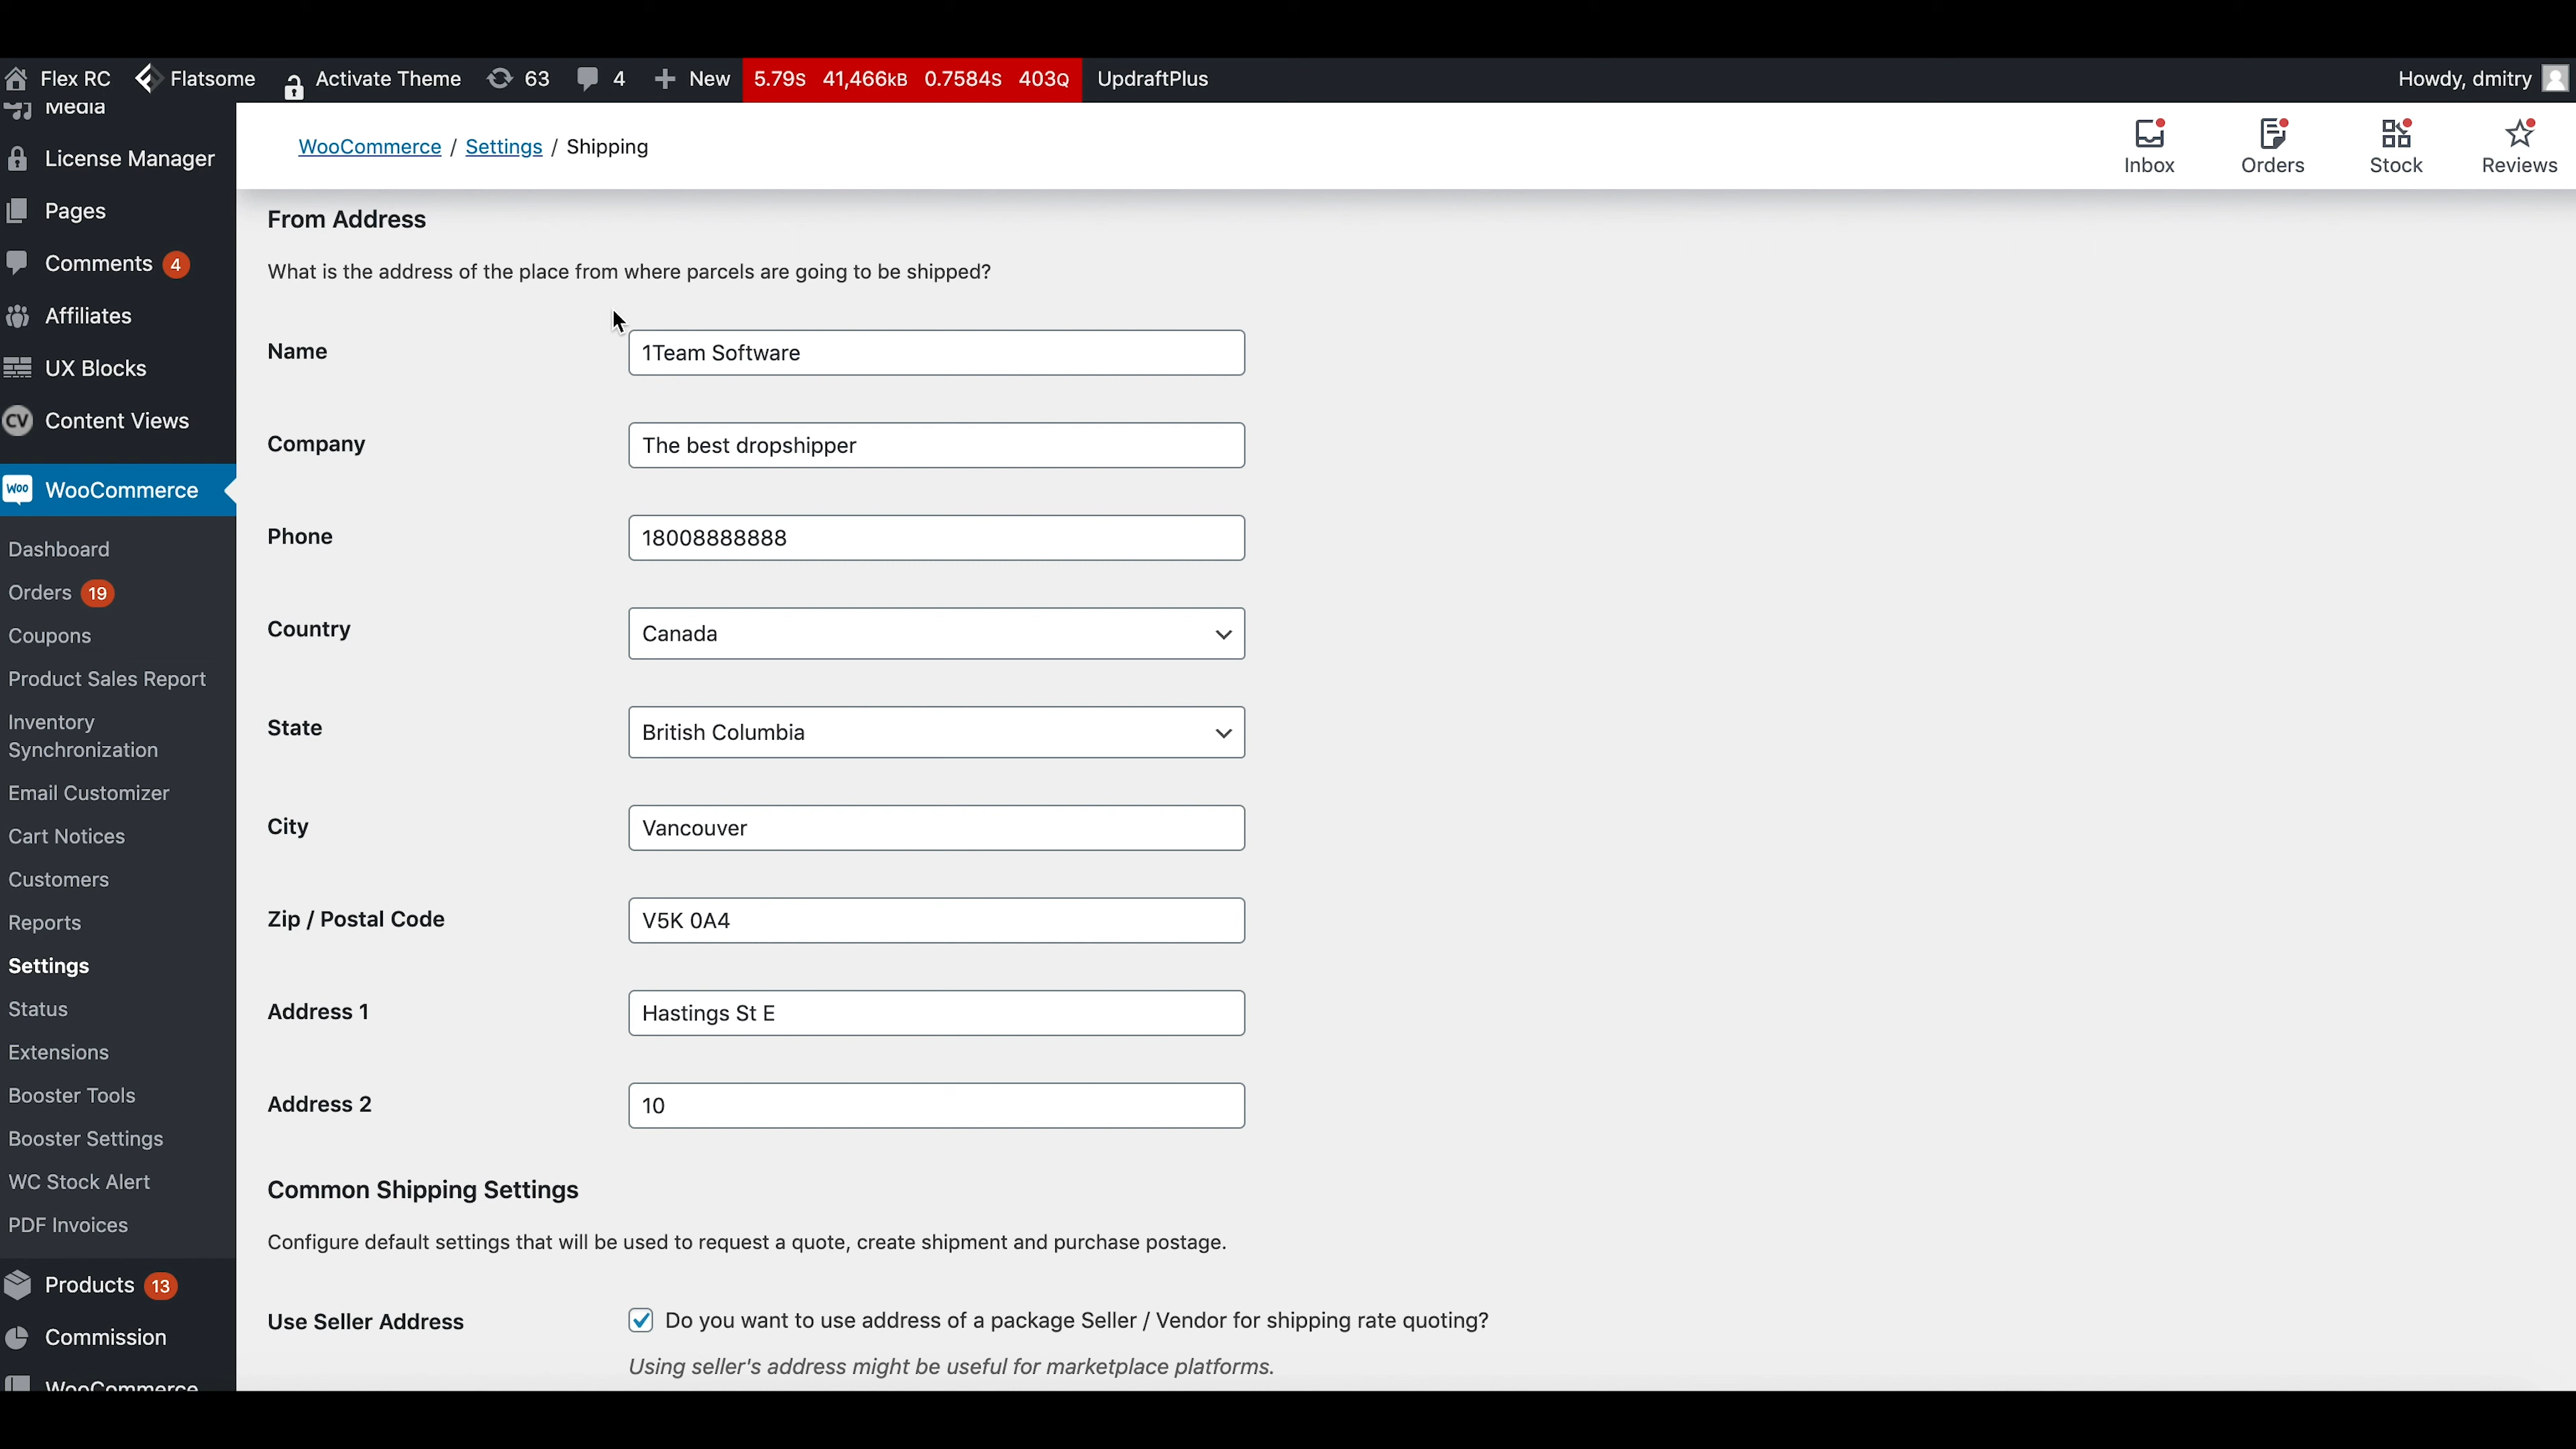 Flex RC Flatsome Activate Theme 63 4 New 5.79s 41,466kB 0.7584s 403Q UpdraftPlus Howdy, dmitry
Media
License Manager
Pages
Comments 4
Affiliates
UX Blocks
CV Content Views
Woo WooCommerce
Dashboard
Orders 19
Coupons
Product Sales Report
Inventory
Synchronization
Email Customizer
Cart Notices
Customers
Reports
Settings
Status
Extensions
Booster Tools
Booster Settings
WC Stock Alert
PDF Invoices
Products 13
Commission
WooCommerce
WooCommerce / Settings / Shipping
Inbox Orders Stock Reviews
From Address
What is the address of the place from where parcels are going to be shipped?
Name 1Team Software
Company The best dropshipper
Phone 18008888888
Country Canada
State British Columbia
City Vancouver
Zip / Postal Code V5K 0A4
Address 1 Hastings St E
Address 2 10
Common Shipping Settings
Configure default settings that will be used to request a quote, create shipment and purchase postage.
Use Seller Address Do you want to use address of a package Seller / Vendor for shipping rate quoting?
Using seller's address might be useful for marketplace platforms.